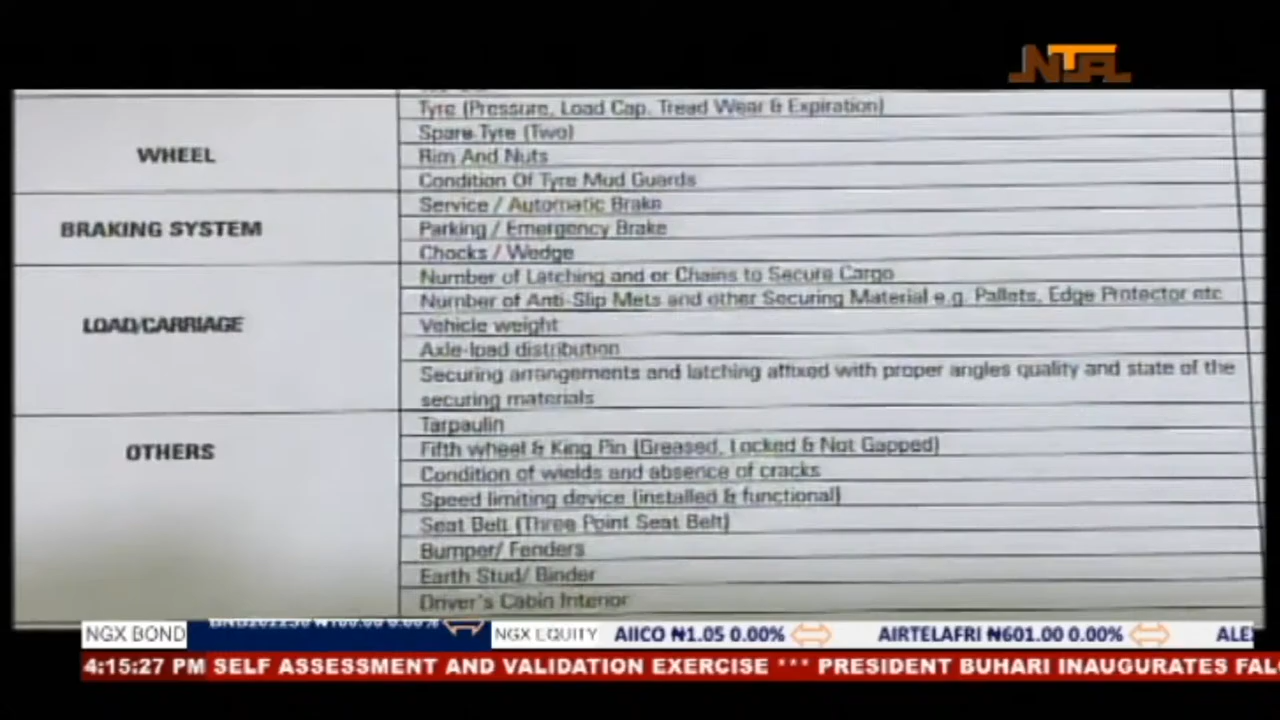 NTA
Tyre (Pressure, Load Cap. Tread Wear & Expiration)
Spare Tyre (Two)
WHEEL
Rim And Nuts
Condition Of Tyre Mud Guards
Service / Automatic Brake
BRAKING SYSTEM
Parking / Emergency Brake
Chocks / Wedge
Number of Latching and or Chains to Secure Cargo
Number of Anti-Slip Mets and other Securing Material e.g. Pallets, Edge Protector etc
LOAD/CARRIAGE
Vehicle weight
Axle-load distribution
Securing arrangements and latching affixed with proper angles quality and state of the
securing materials
Tarpaulin
OTHERS
Fifth wheel & King Pin (Greased, Locked & Not Gapped)
Condition of wields and absence of cracks
Speed limiting device (installed & functional)
Seat Belt (Three Point Seat Belt)
Bumper/ Fenders
Earth Stud/ Binder
Driver's Cabin Interior
NGX BOND
NGX EQUITY AIICO ₦1.05 0.00% AIRTELAFRI ₦601.00 0.00%
4:15:27 PM SELF ASSESSMENT AND VALIDATION EXERCISE *** PRESIDENT BUHARI INAUGURATES